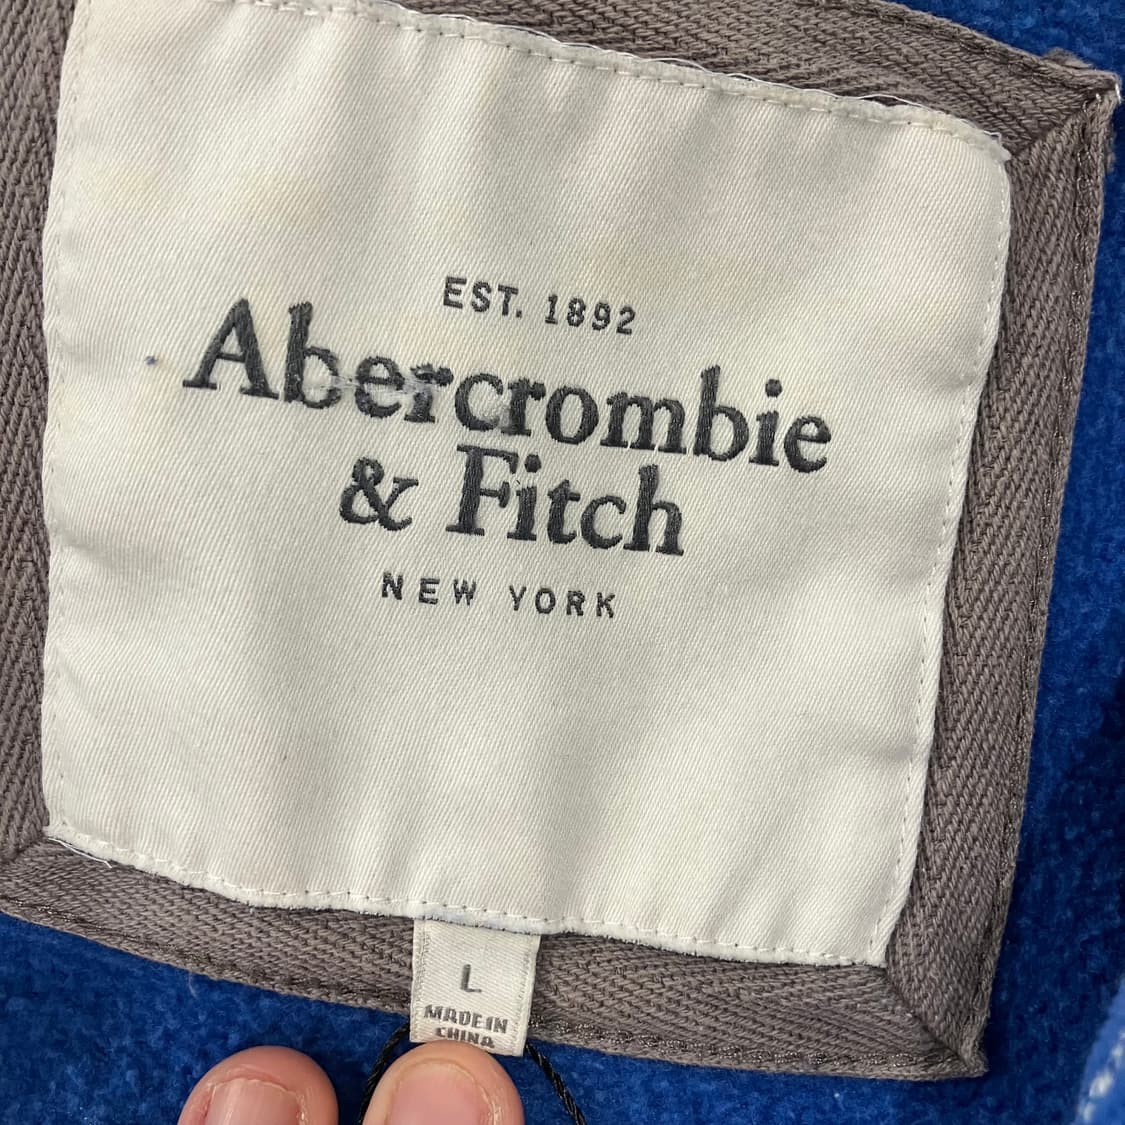 EST. 1892
Abercrombie
& Fitch
NEW YORK
L
MADE IN
CHINA